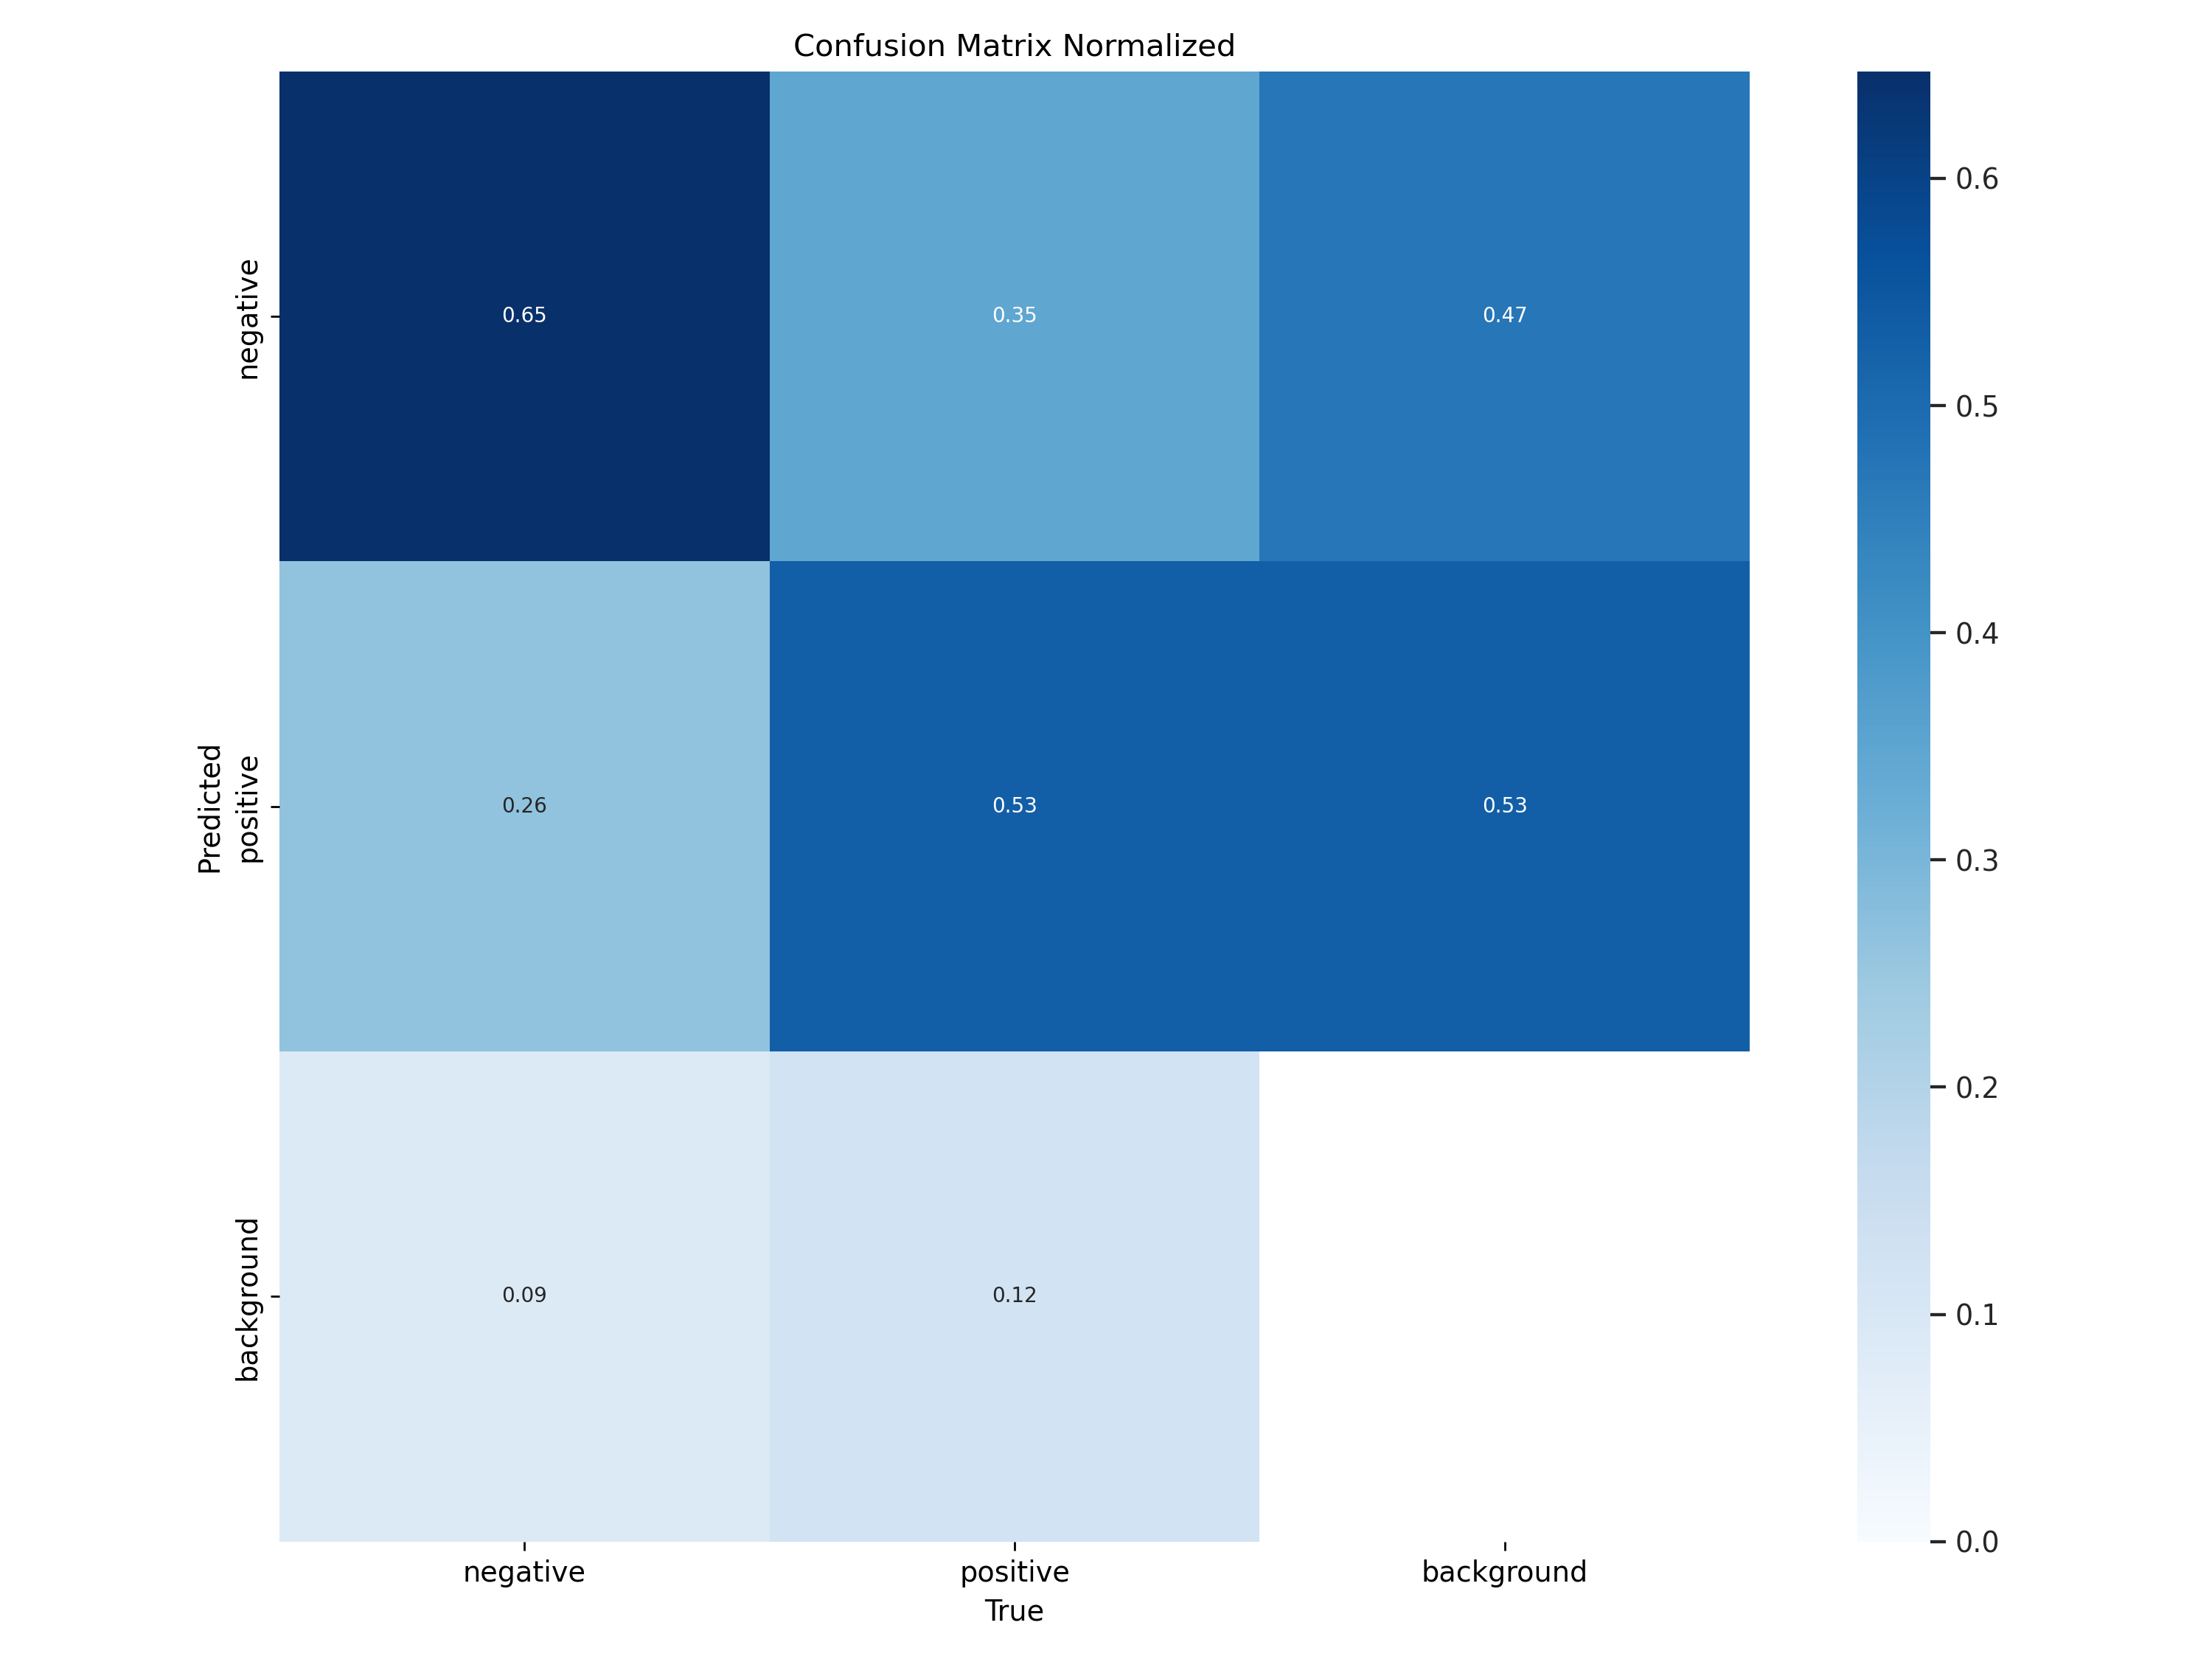 Confusion Matrix Normalized
negative
0.65
0.35
0.47
Predicted
positive
0.26
0.53
0.53
background
0.09
0.12
negative
positive
background
True
0.6
0.5
0.4
0.3
0.2
0.1
0.0